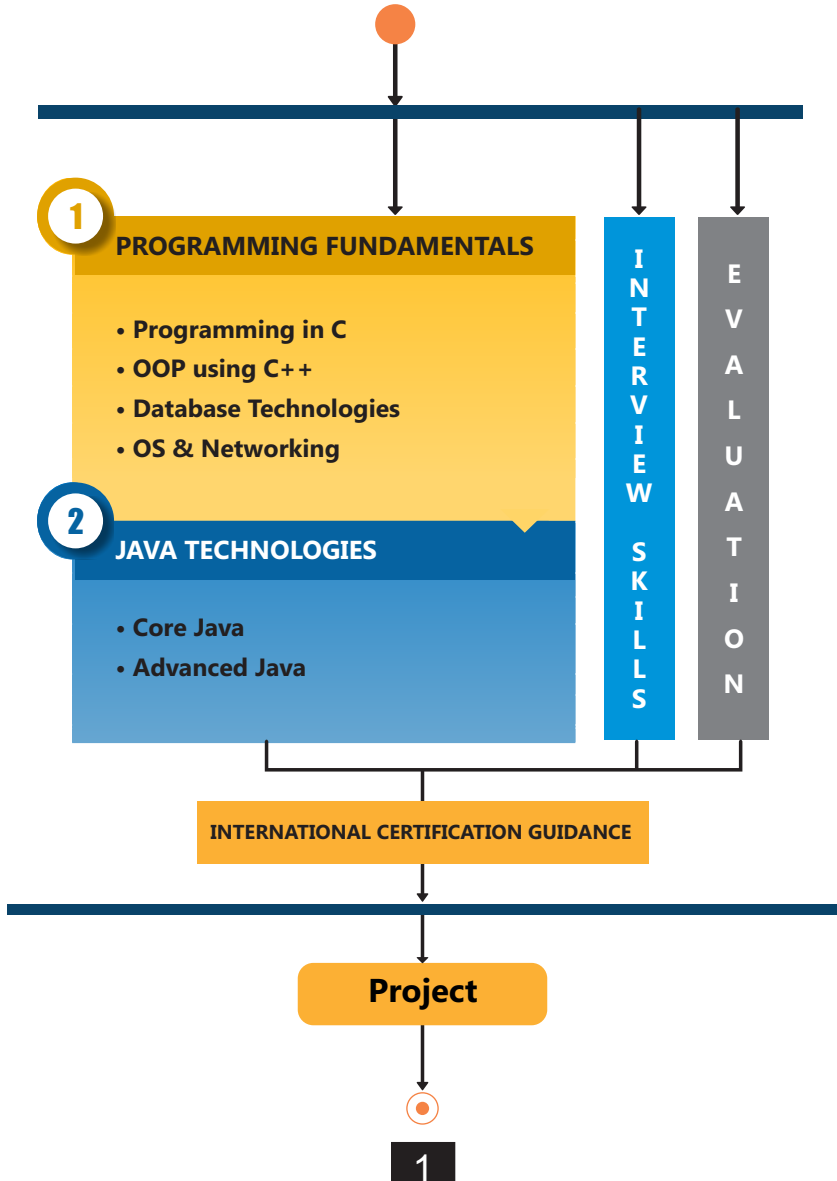 1
PROGRAMMING FUNDAMENTALS
• Programming in C
• OOP using C++
• Database Technologies
• OS & Networking
2
JAVA TECHNOLOGIES
• Core Java
• Advanced Java
INTERVIEW SKILLS
EVALUATION
INTERNATIONAL CERTIFICATION GUIDANCE
Project
1